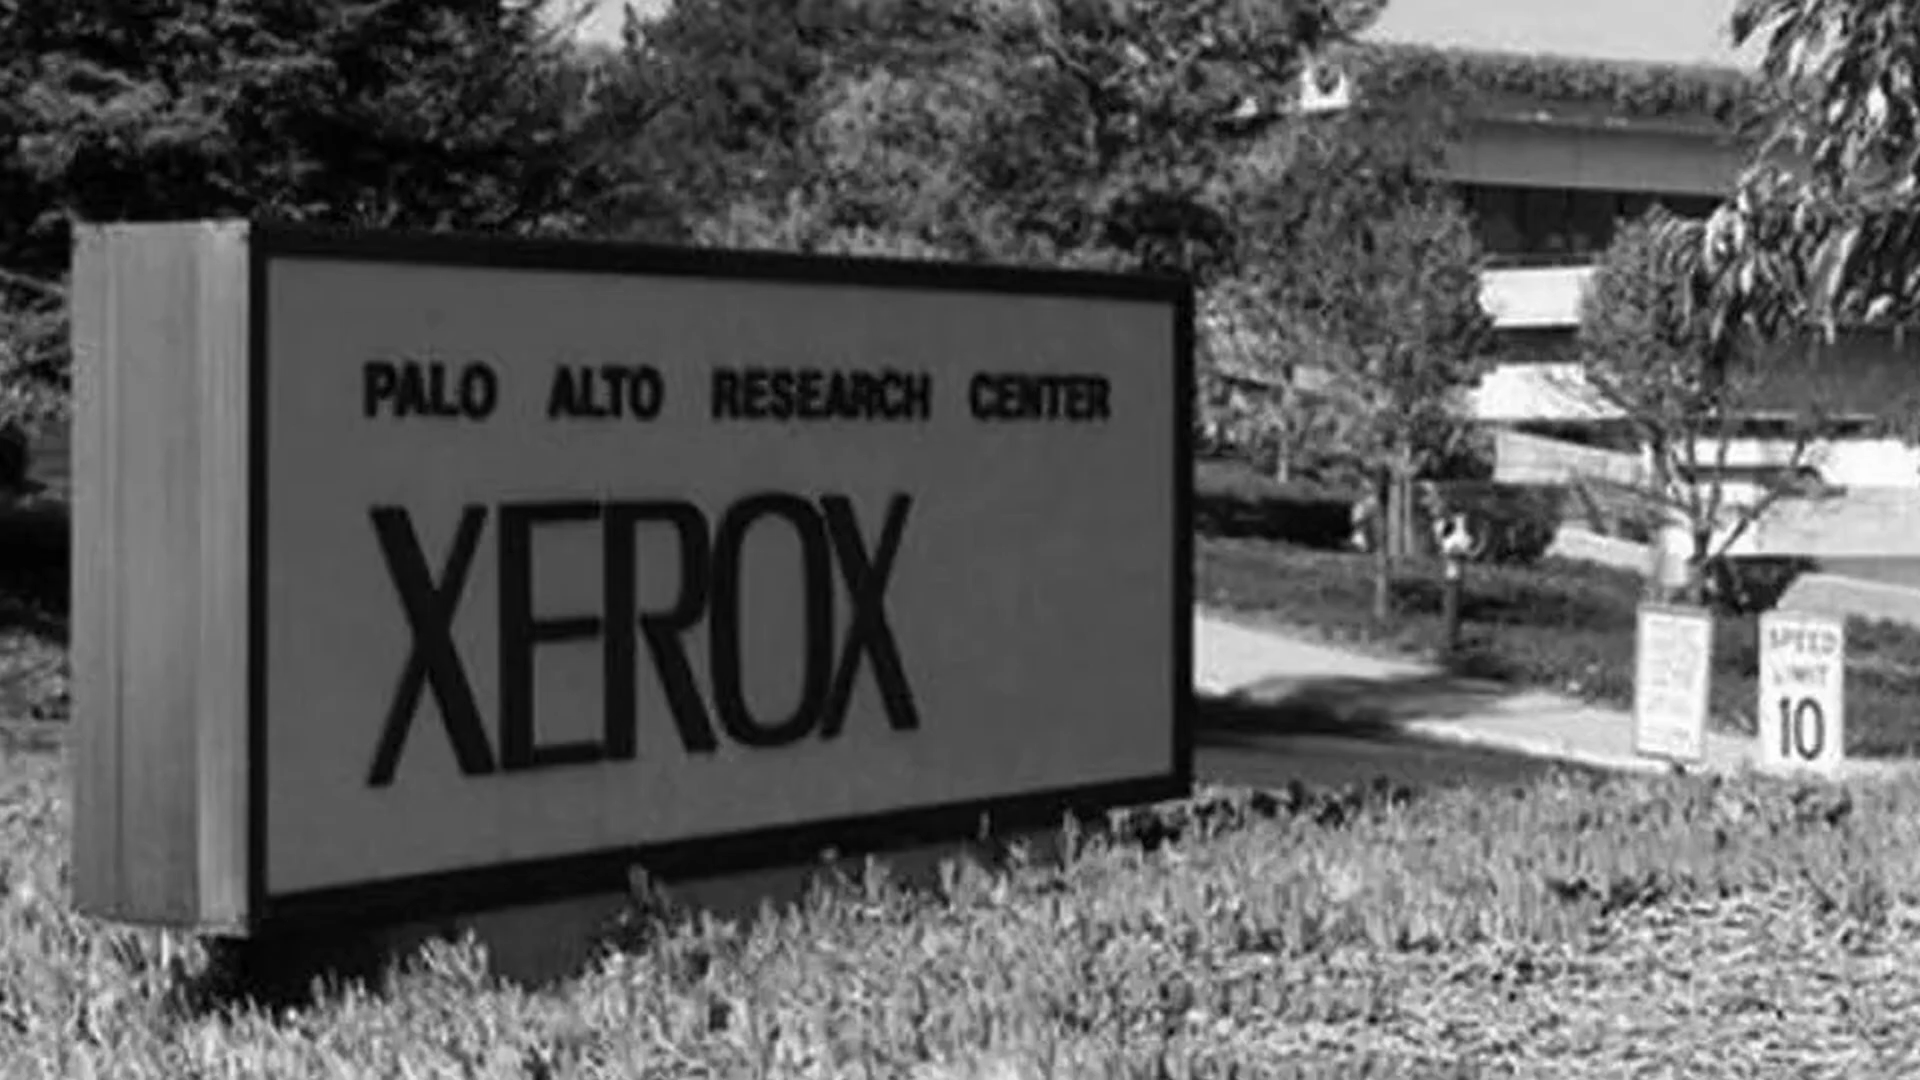 PALO ALTO RESEARCH CENTER
XEROX
SPEED
LIMIT
10